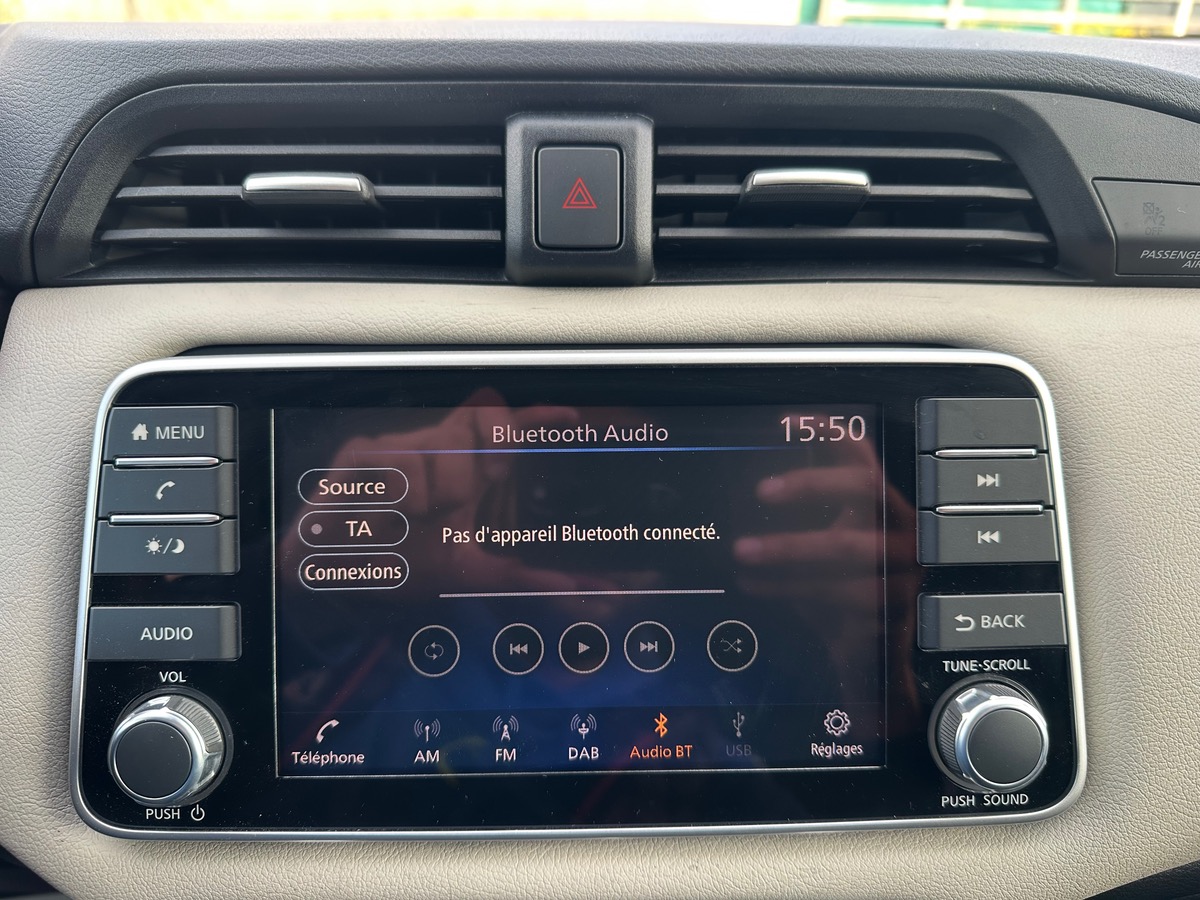 OFF
PASSENGE
AIR
MENU
Bluetooth Audio
15:50
Source
TA
Pas d'appareil Bluetooth connecté.
Connexions
AUDIO
BACK
VOL
TUNE·SCROLL
Téléphone
AM
FM
DAB
Audio BT
USB
Réglages
PUSH
PUSH SOUND